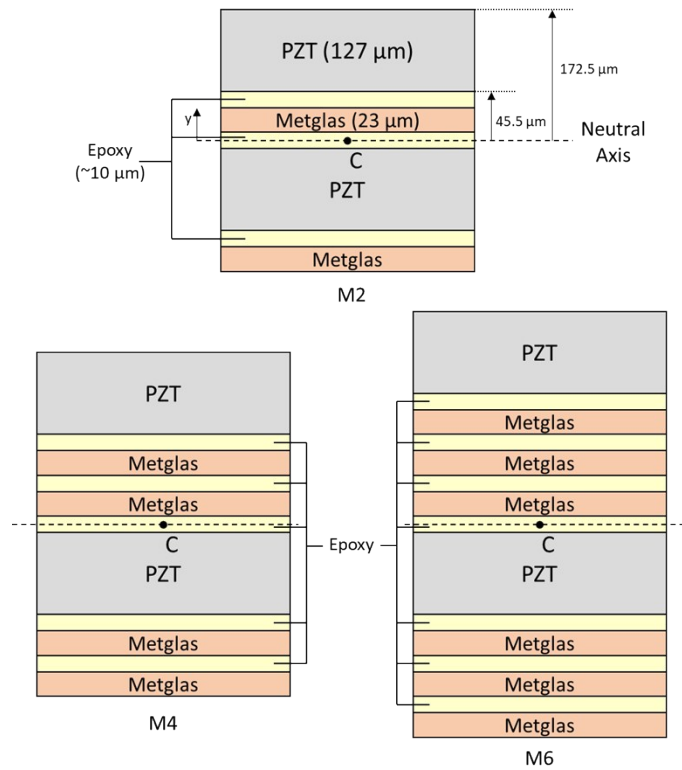 PZT (127 μm)
172.5 μm
y
Metglas (23 μm)
45.5 μm
Neutral
Axis
Epoxy
(~10 μm)
C
PZT
Metglas
M2
PZT
Metglas
Metglas
C
PZT
Metglas
Metglas
M4
Epoxy
PZT
Metglas
Metglas
Metglas
C
PZT
Metglas
Metglas
Metglas
M6